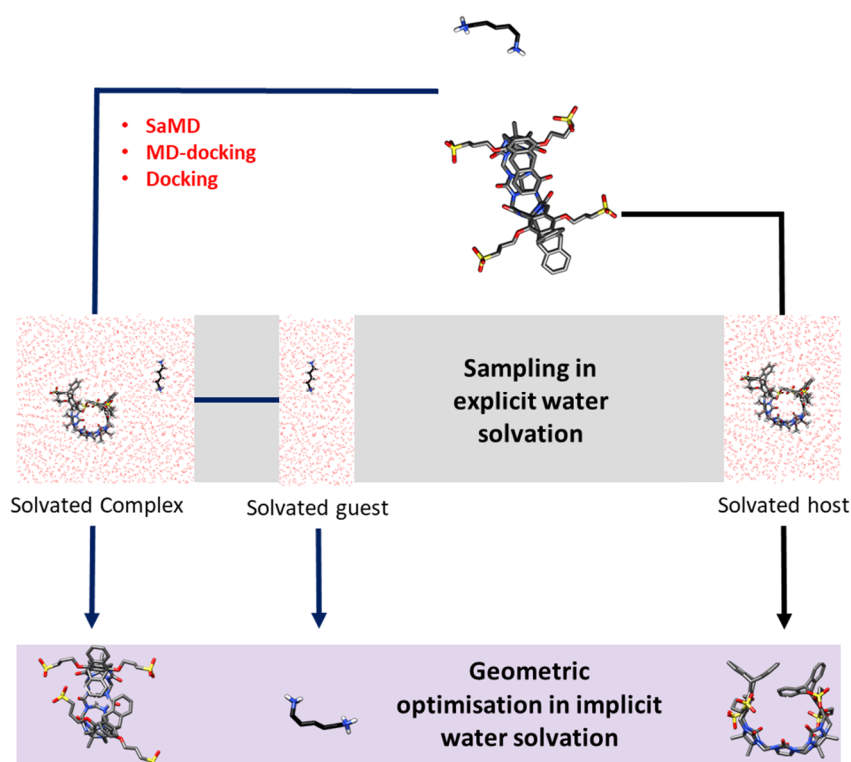 • SaMD
• MD-docking
• Docking
Sampling in
explicit water
solvation
Solvated Complex
Solvated guest
Solvated host
Geometric
optimisation in implicit
water solvation